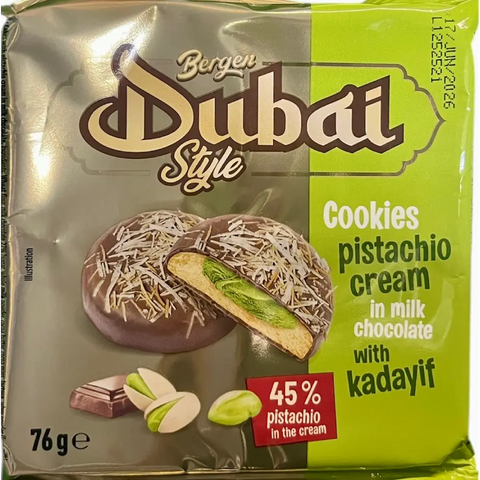 17/JUN/2026
L1252521
Bergen
Dubai
Style
Cookies
pistachio
cream
in milk
chocolate
with
kadayif
Illustration
45%
pistachio
in the cream
76 g e